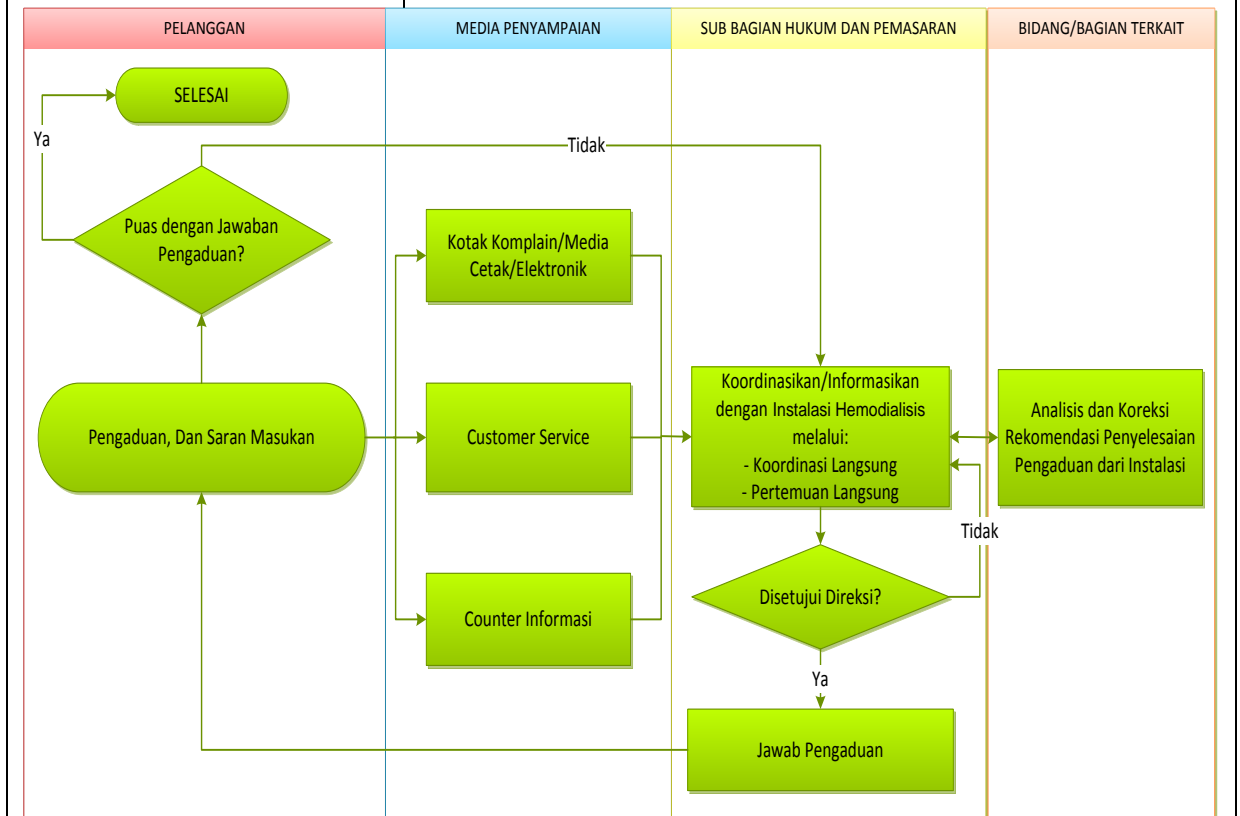 PELANGGAN
MEDIA PENYAMPAIAN
SUB BAGIAN HUKUM DAN PEMASARAN
BIDANG/BAGIAN TERKAIT
SELESAI
Ya
Tidak
Puas dengan Jawaban
Pengaduan?
Kotak Komplain/Media
Cetak/Elektronik
Pengaduan, Dan Saran Masukan
Customer Service
Koordinasikan/Informasikan
dengan Instalasi Hemodialisis
melalui:
- Koordinasi Langsung
- Pertemuan Langsung
Analisis dan Koreksi
Rekomendasi Penyelesaian
Pengaduan dari Instalasi
Tidak
Counter Informasi
Disetujui Direksi?
Ya
Jawab Pengaduan